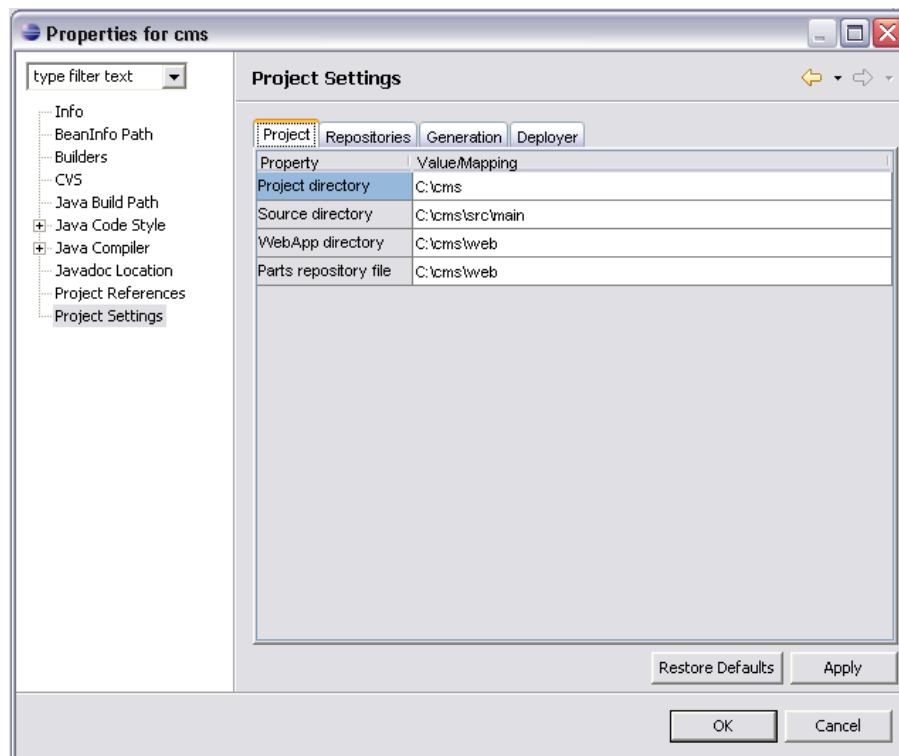 Properties for cms
type filter text
Info
BeanInfo Path
Builders
CVS
Java Build Path
Java Code Style
Java Compiler
Javadoc Location
Project References
Project Settings
Project Settings
Project Repositories Generation Deployer
Property Value/Mapping
Project directory C:\cms
Source directory C:\cms\src\main
WebApp directory C:\cms\web
Parts repository file C:\cms\web
Restore Defaults Apply
OK Cancel